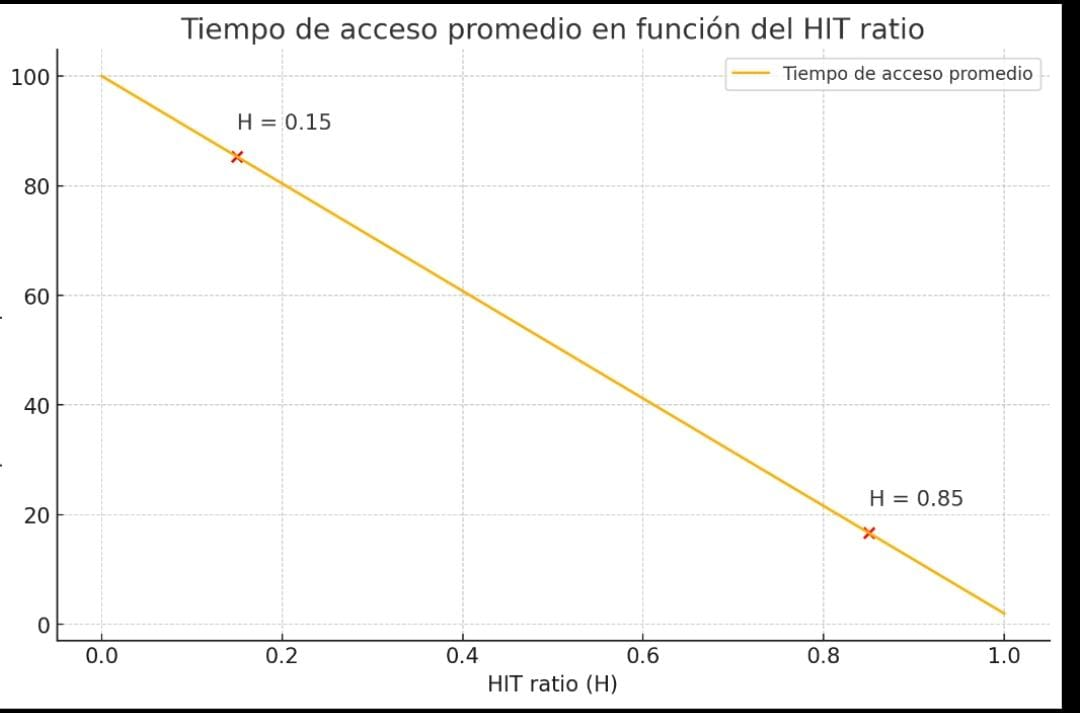 Tiempo de acceso promedio en función del HIT ratio
Tiempo de acceso promedio
100
80
60
40
20
0
H = 0.15
H = 0.85
0.0
0.2
0.4
0.6
0.8
1.0
HIT ratio (H)